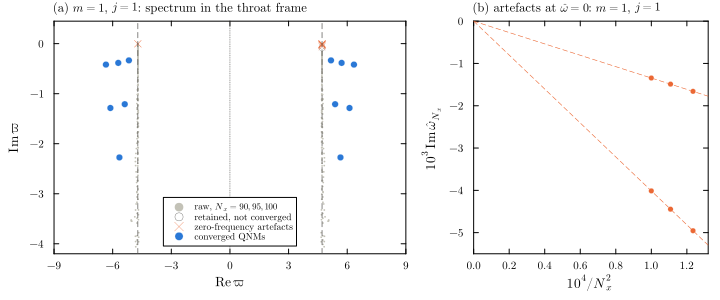 (a) m = 1, j = 1: spectrum in the throat frame
0
−1
−2
−3
−4
Im ϖ
−9
−6
−3
0
3
6
9
Re ϖ
raw, Nₓ = 90, 95, 100
retained, not converged
zero-frequency artefacts
converged QNMs
(b) artefacts at ω̂ = 0: m = 1, j = 1
0
−1
−2
−3
−4
−5
10³ Im ω̂_{Nₓ}
0.0
0.2
0.4
0.6
0.8
1.0
1.2
10⁴/Nₓ²